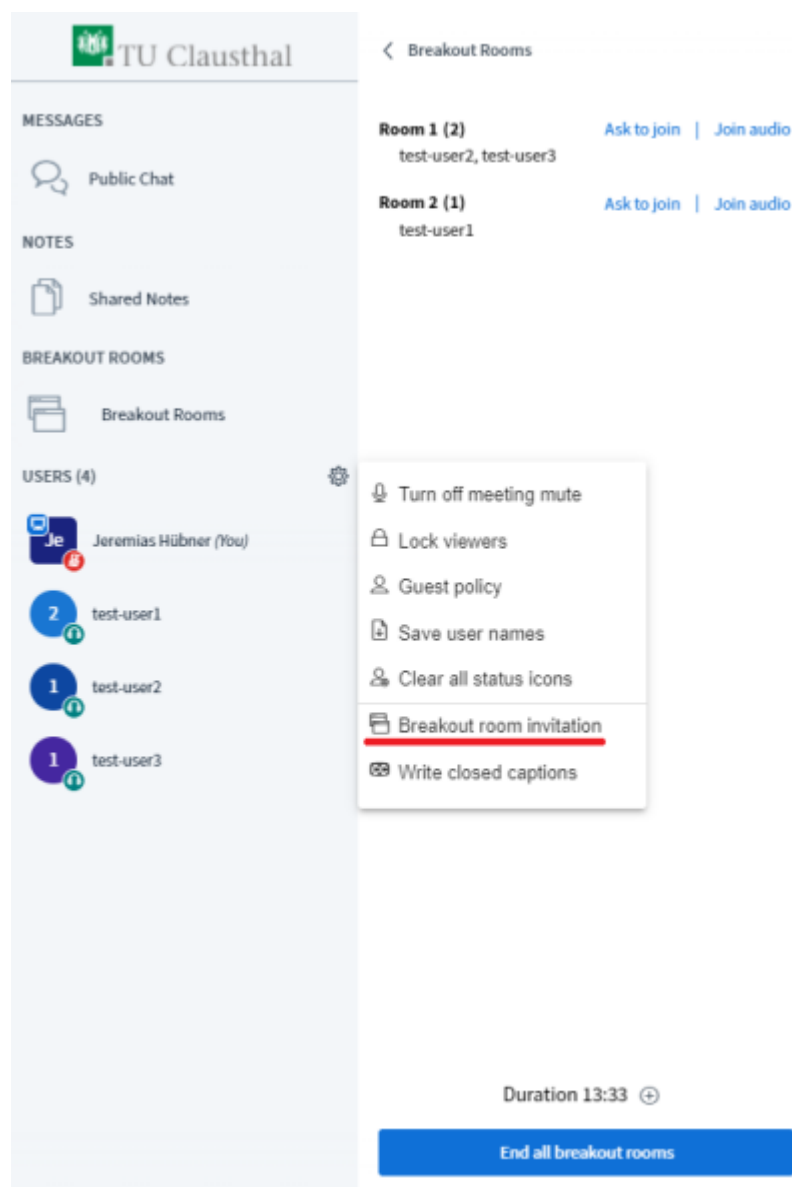 TU Clausthal
MESSAGES
Public Chat
NOTES
Shared Notes
BREAKOUT ROOMS
Breakout Rooms
USERS (4)
Je
Jeremias Hübner (You)
2
test-user1
1
test-user2
1
test-user3
Breakout Rooms
Room 1 (2) Ask to join | Join audio
test-user2, test-user3
Room 2 (1) Ask to join | Join audio
test-user1
Turn off meeting mute
Lock viewers
Guest policy
Save user names
Clear all status icons
Breakout room invitation
Write closed captions
Duration 13:33
End all breakout rooms